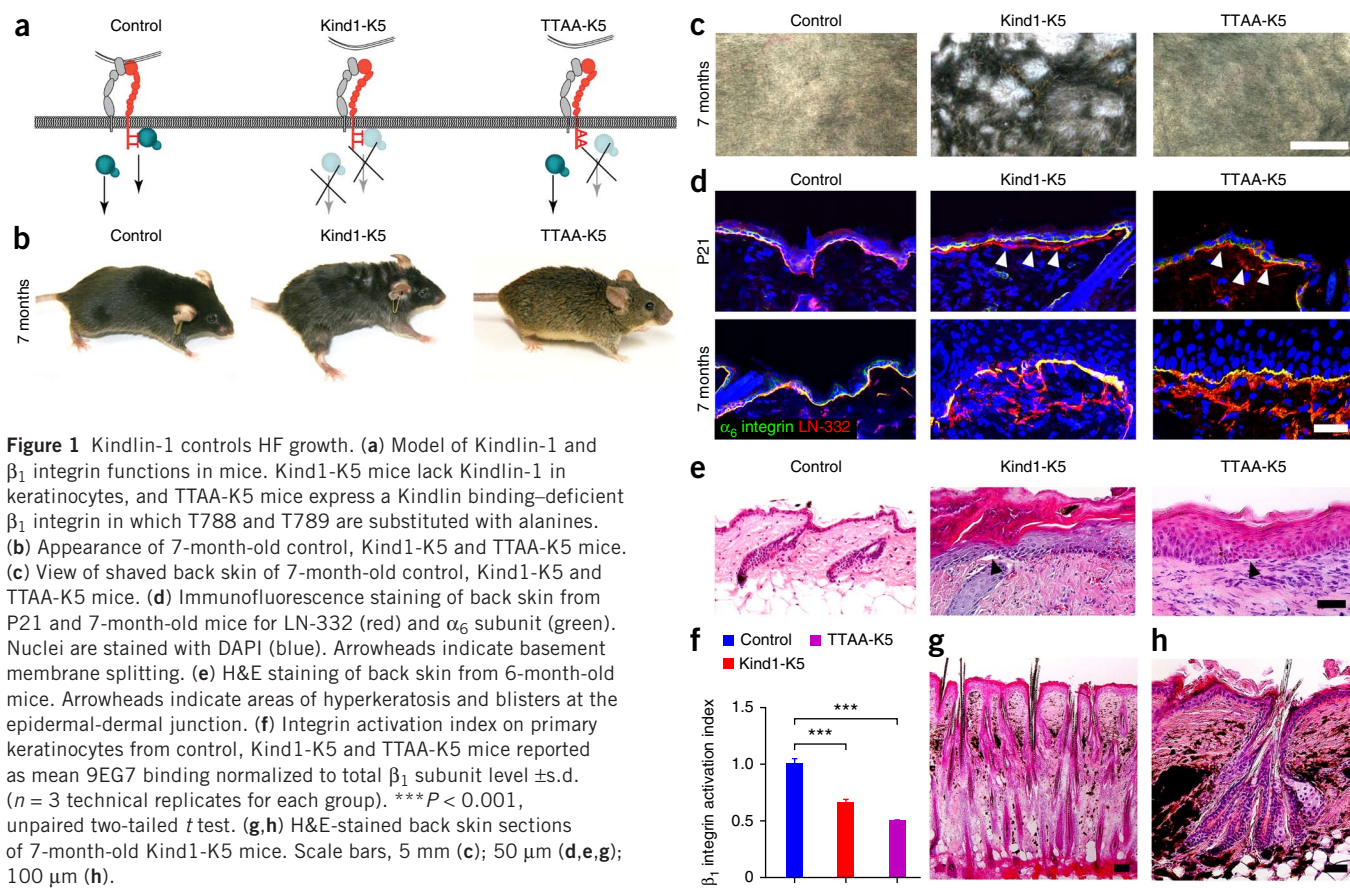 a
Control
Kind1-K5
TTAA-K5
b
Control
Kind1-K5
TTAA-K5
7 months
Figure 1 Kindlin-1 controls HF growth. (a) Model of Kindlin-1 and
β1 integrin functions in mice. Kind1-K5 mice lack Kindlin-1 in
keratinocytes, and TTAA-K5 mice express a Kindlin binding–deficient
β1 integrin in which T788 and T789 are substituted with alanines.
(b) Appearance of 7-month-old control, Kind1-K5 and TTAA-K5 mice.
(c) View of shaved back skin of 7-month-old control, Kind1-K5 and
TTAA-K5 mice. (d) Immunofluorescence staining of back skin from
P21 and 7-month-old mice for LN-332 (red) and α6 subunit (green).
Nuclei are stained with DAPI (blue). Arrowheads indicate basement
membrane splitting. (e) H&E staining of back skin from 6-month-old
mice. Arrowheads indicate areas of hyperkeratosis and blisters at the
epidermal-dermal junction. (f) Integrin activation index on primary
keratinocytes from control, Kind1-K5 and TTAA-K5 mice reported
as mean 9EG7 binding normalized to total β1 subunit level ±s.d.
(n = 3 technical replicates for each group). ***P < 0.001,
unpaired two-tailed t test. (g,h) H&E-stained back skin sections
of 7-month-old Kind1-K5 mice. Scale bars, 5 mm (c); 50 μm (d,e,g);
100 μm (h).
c
Control
Kind1-K5
TTAA-K5
7 months
d
Control
Kind1-K5
TTAA-K5
P21
7 months
α6 integrin LN-332
e
Control
Kind1-K5
TTAA-K5
f
Control
TTAA-K5
Kind1-K5
β1 integrin activation index
1.5
1.0
0.5
0
***
***
g
h